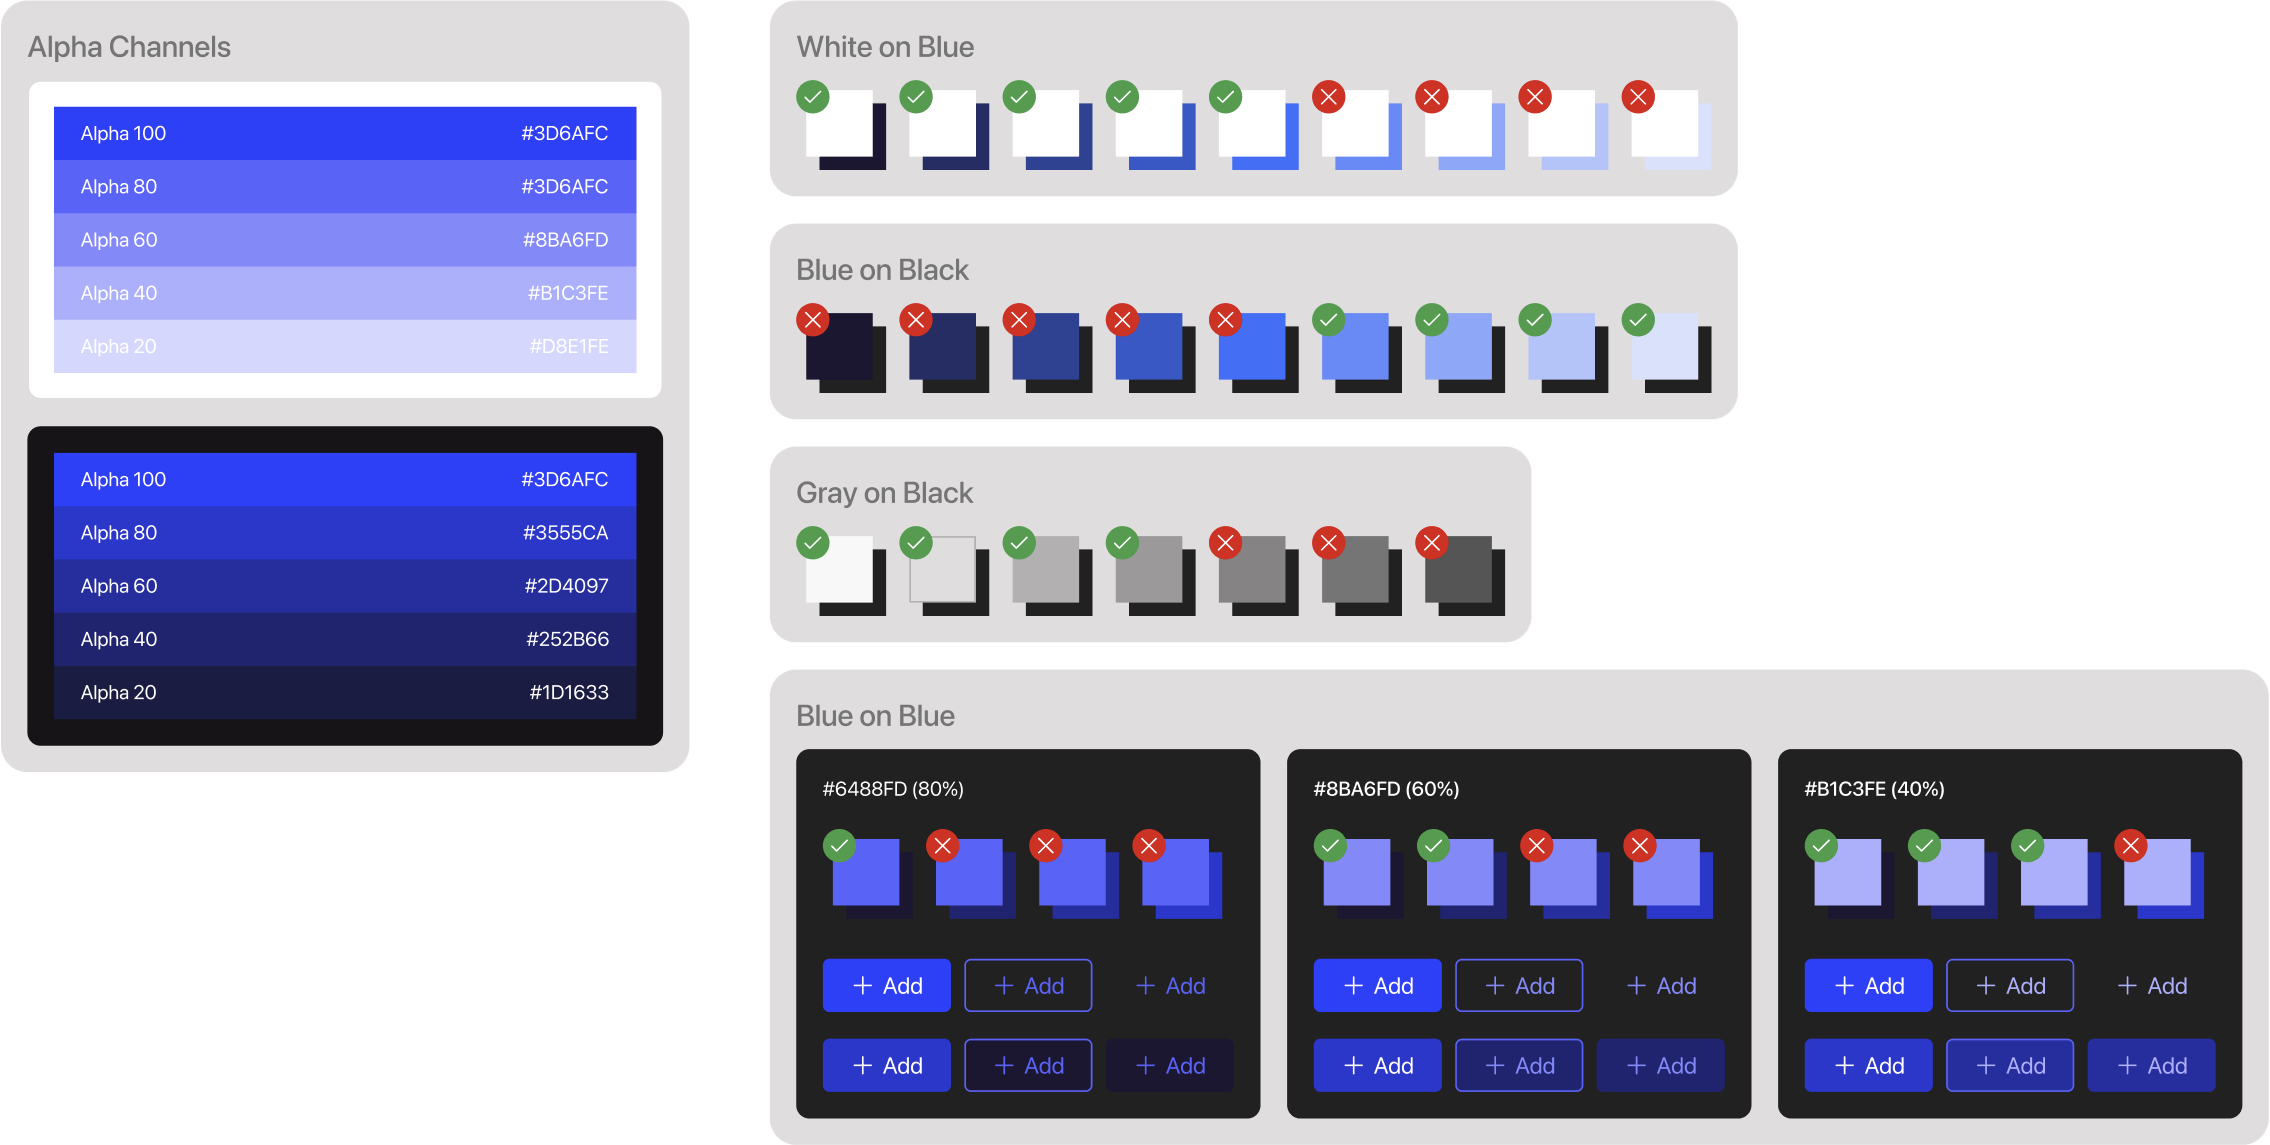 Alpha Channels
Alpha 100 #3D6AFC
Alpha 80 #3D6AFC
Alpha 60 #8BA6FD
Alpha 40 #B1C3FE
Alpha 20 #D8E1FE
Alpha 100 #3D6AFC
Alpha 80 #3555CA
Alpha 60 #2D4097
Alpha 40 #252B66
Alpha 20 #1D1633
White on Blue
Blue on Black
Gray on Black
Blue on Blue
#6488FD (80%)
+ Add + Add + Add
+ Add + Add + Add
#8BA6FD (60%)
+ Add + Add + Add
+ Add + Add + Add
#B1C3FE (40%)
+ Add + Add + Add
+ Add + Add + Add